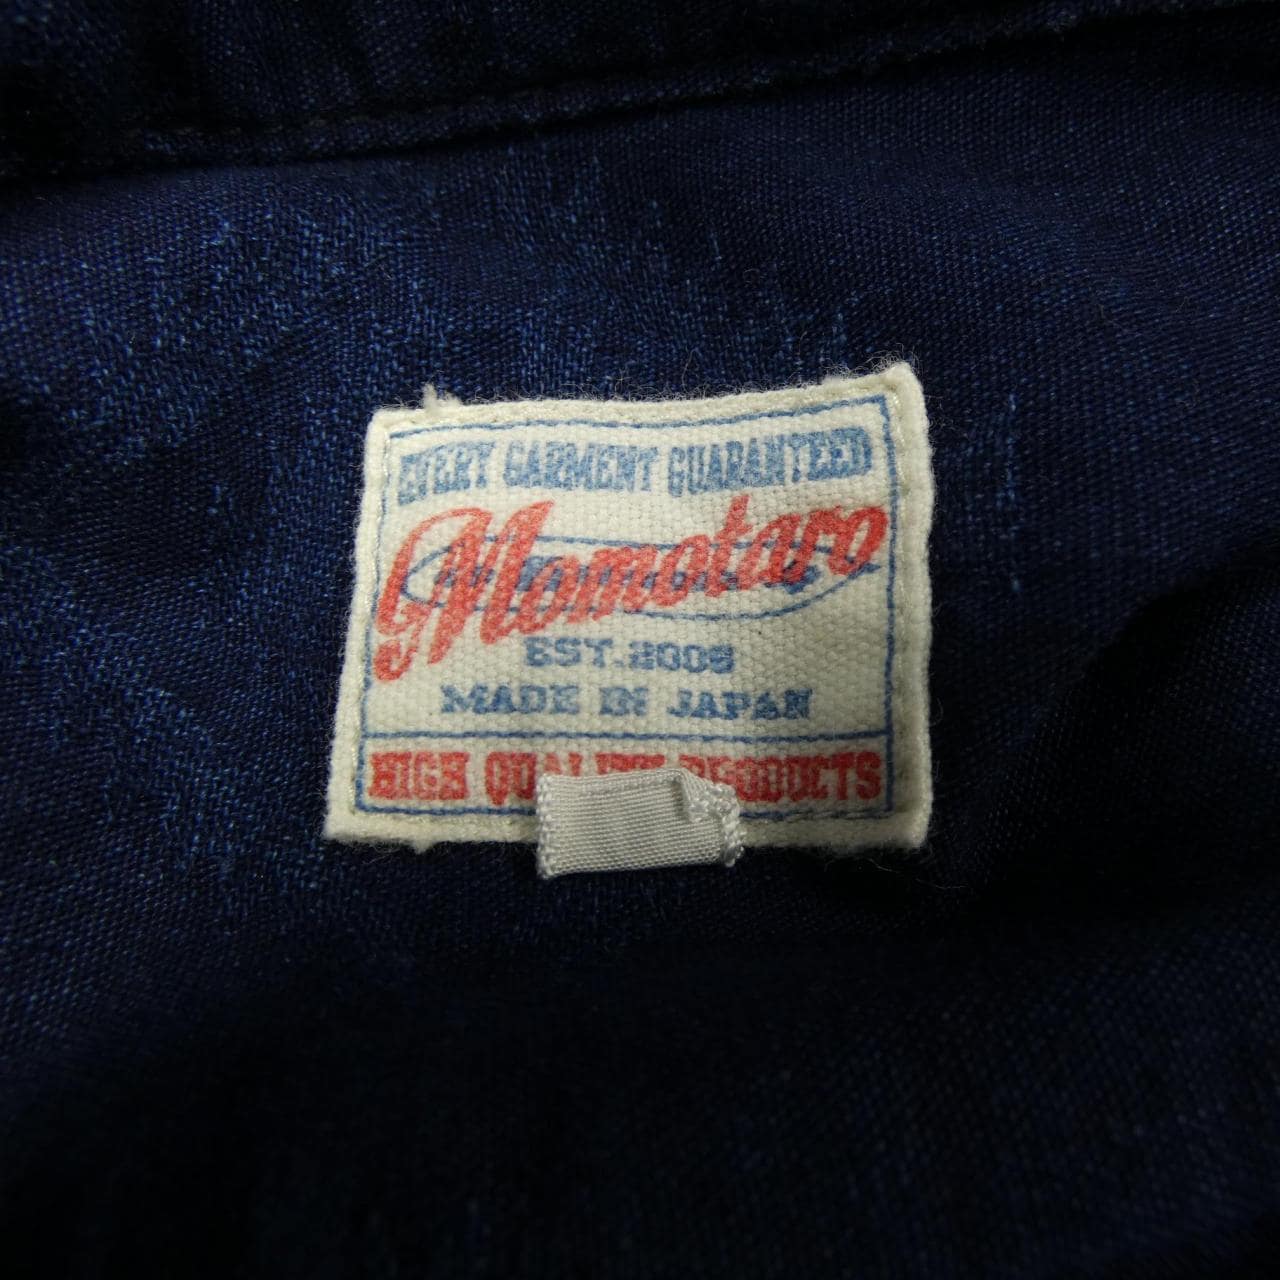 EVERY GARMENT GUARANTEED
Momotaro
EST. 2006
MADE IN JAPAN
HIGH QUALITY PRODUCTS